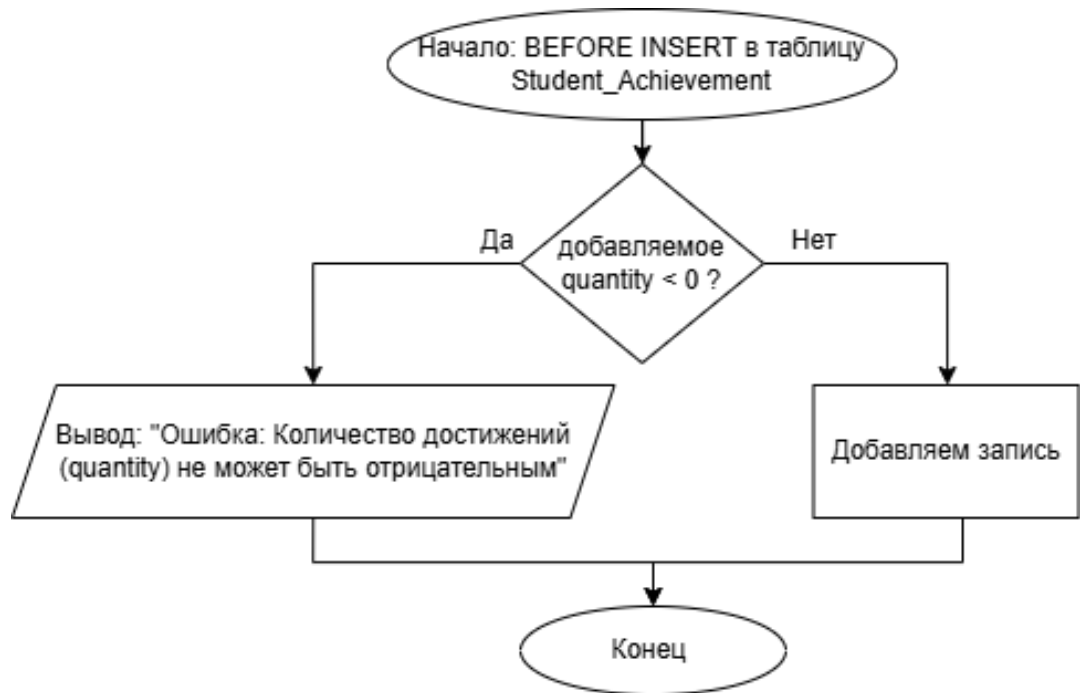 Начало: BEFORE INSERT в таблицу
Student_Achievement
Да
добавляемое
quantity < 0 ?
Нет
Вывод: "Ошибка: Количество достижений
(quantity) не может быть отрицательным"
Добавляем запись
Конец